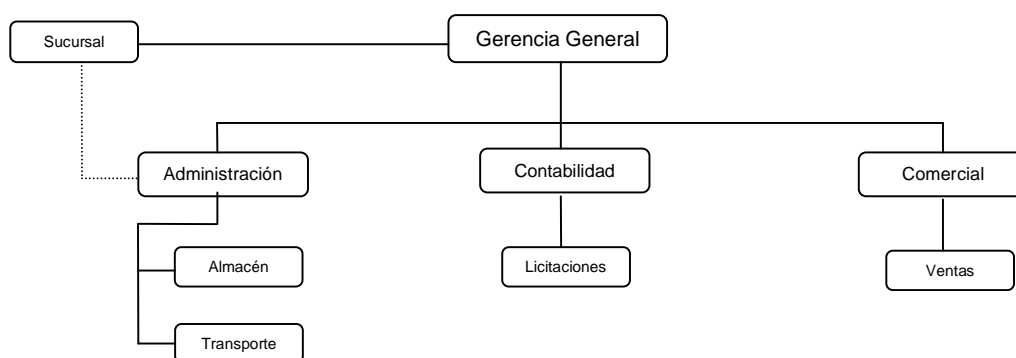 Sucursal
Gerencia General
Administración
Contabilidad
Comercial
Almacén
Licitaciones
Ventas
Transporte